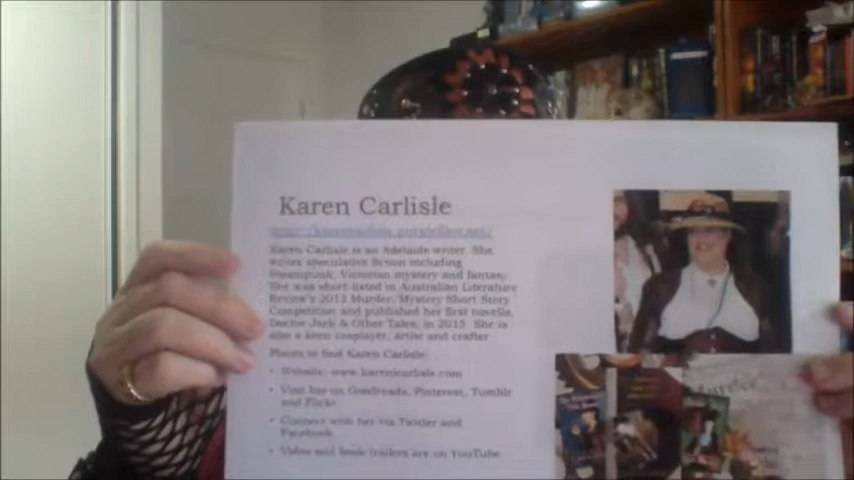 Karen Carlisle
Karen Carlisle is an Adelaide writer. She
writes speculative fiction including
Steampunk, Victorian mystery and fantasy.
She was short-listed in Australian Literature
Review's 2013 Murder/Mystery Short Story
Competition and published her first novella,
Doctor Jack & Other Tales, in 2015. She is
also a keen cosplayer, artist and crafter
Places to find Karen Carlisle:
• Website: www.karenjcarlisle.com
• Visit her on Goodreads, Pinterest, Tumblr
and Flickr
• Connect with her via Twitter and
Facebook
• Video and book trailers are on YouTube